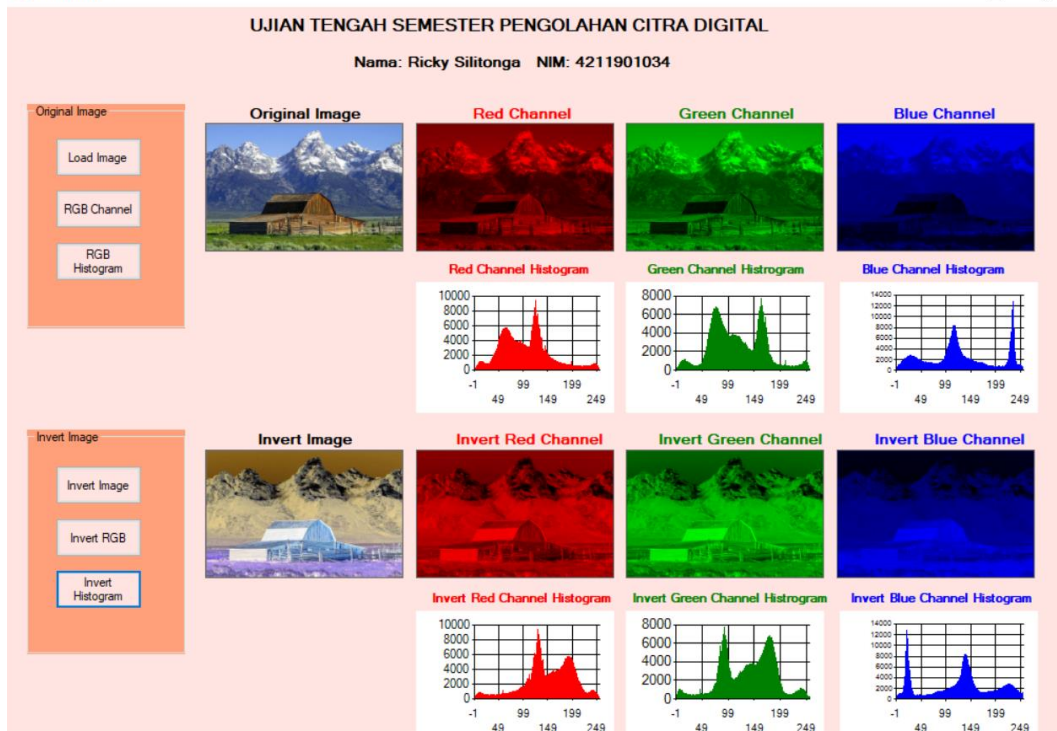 UJIAN TENGAH SEMESTER PENGOLAHAN CITRA DIGITAL
Nama: Ricky Silitonga NIM: 4211901034
Original Image
Load Image
RGB Channel
RGB
Histogram
Original Image
Red Channel
Green Channel
Blue Channel
Red Channel Histogram
10000
8000
6000
4000
2000
0
-1 99 199
49 149 249
Green Channel Histrogram
8000
6000
4000
2000
0
-1 99 199
49 149 249
Blue Channel Histogram
14000
12000
10000
8000
6000
4000
2000
0
-1 99 199
49 149 249
Invert Image
Invert Image
Invert RGB
Invert
Histogram
Invert Image
Invert Red Channel
Invert Green Channel
Invert Blue Channel
Invert Red Channel Histogram
10000
8000
6000
4000
2000
0
-1 99 199
49 149 249
Invert Green Channel Histrogram
8000
6000
4000
2000
0
-1 99 199
49 149 249
Invert Blue Channel Histogram
14000
12000
10000
8000
6000
4000
2000
0
-1 99 199
49 149 249